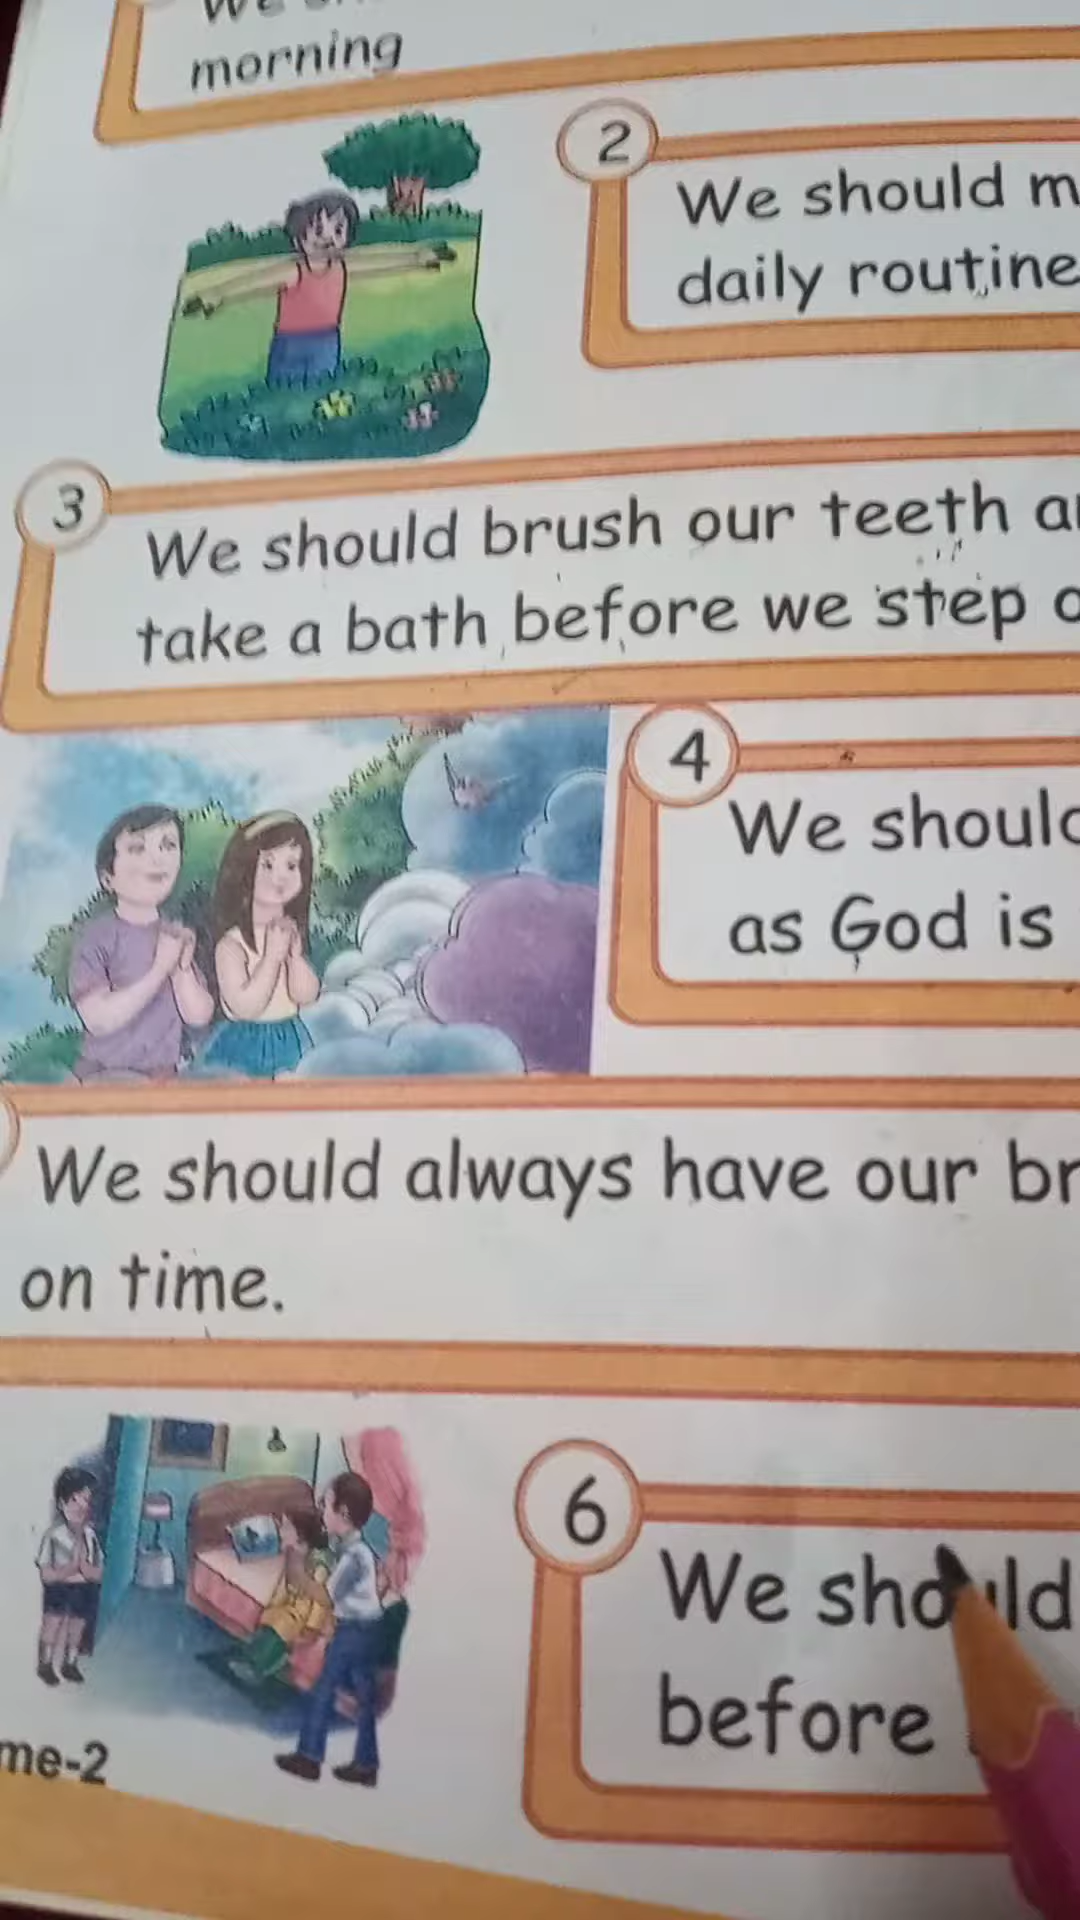 morning
2
We should
daily routine
3
We should brush our teeth
take a bath before we step
4
We should
as God is
We should always have our
on time.
6
We should
before
me-2